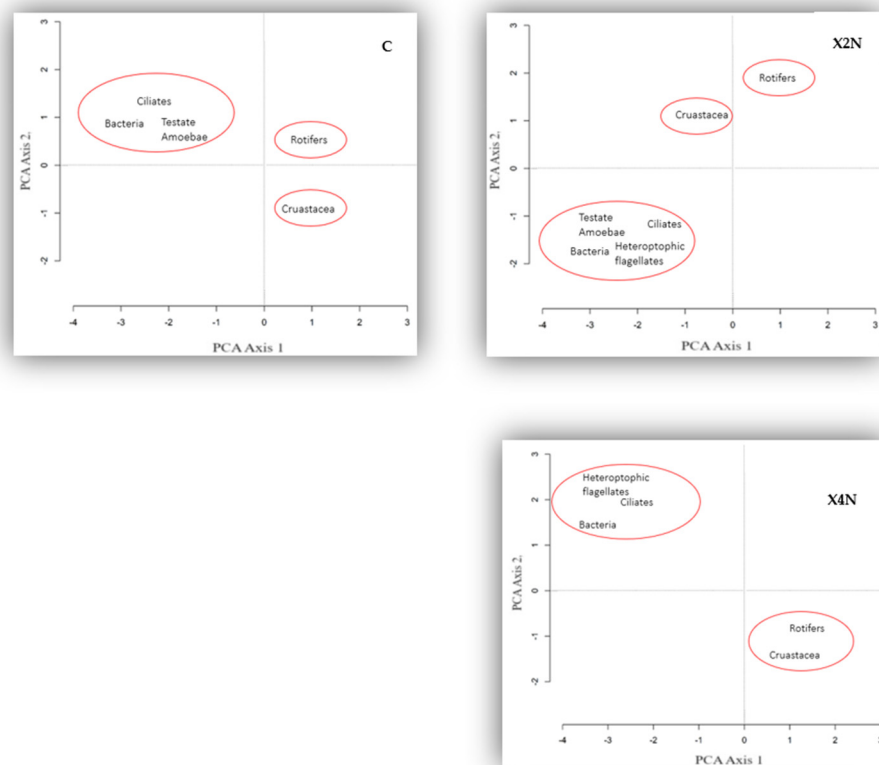 C
3
2
1
0
-1
-2
PCA Axis 2.
Ciliates
Bacteria
Testate
Amoebae
Rotifers
Cruastacea
-4 -3 -2 -1 0 1 2 3
PCA Axis 1
X2N
3
2
1
0
-1
-2
PCA Axis 2.
Rotifers
Cruastacea
Testate
Amoebae
Ciliates
Bacteria
Heteroptophic
flagellates
-4 -3 -2 -1 0 1 2 3
PCA Axis 1
X4N
3
2
1
0
-1
-2
PCA Axis 2.
Heteroptophic
flagellates
Ciliates
Bacteria
Rotifers
Cruastacea
-4 -3 -2 -1 0 1 2 3
PCA Axis 1